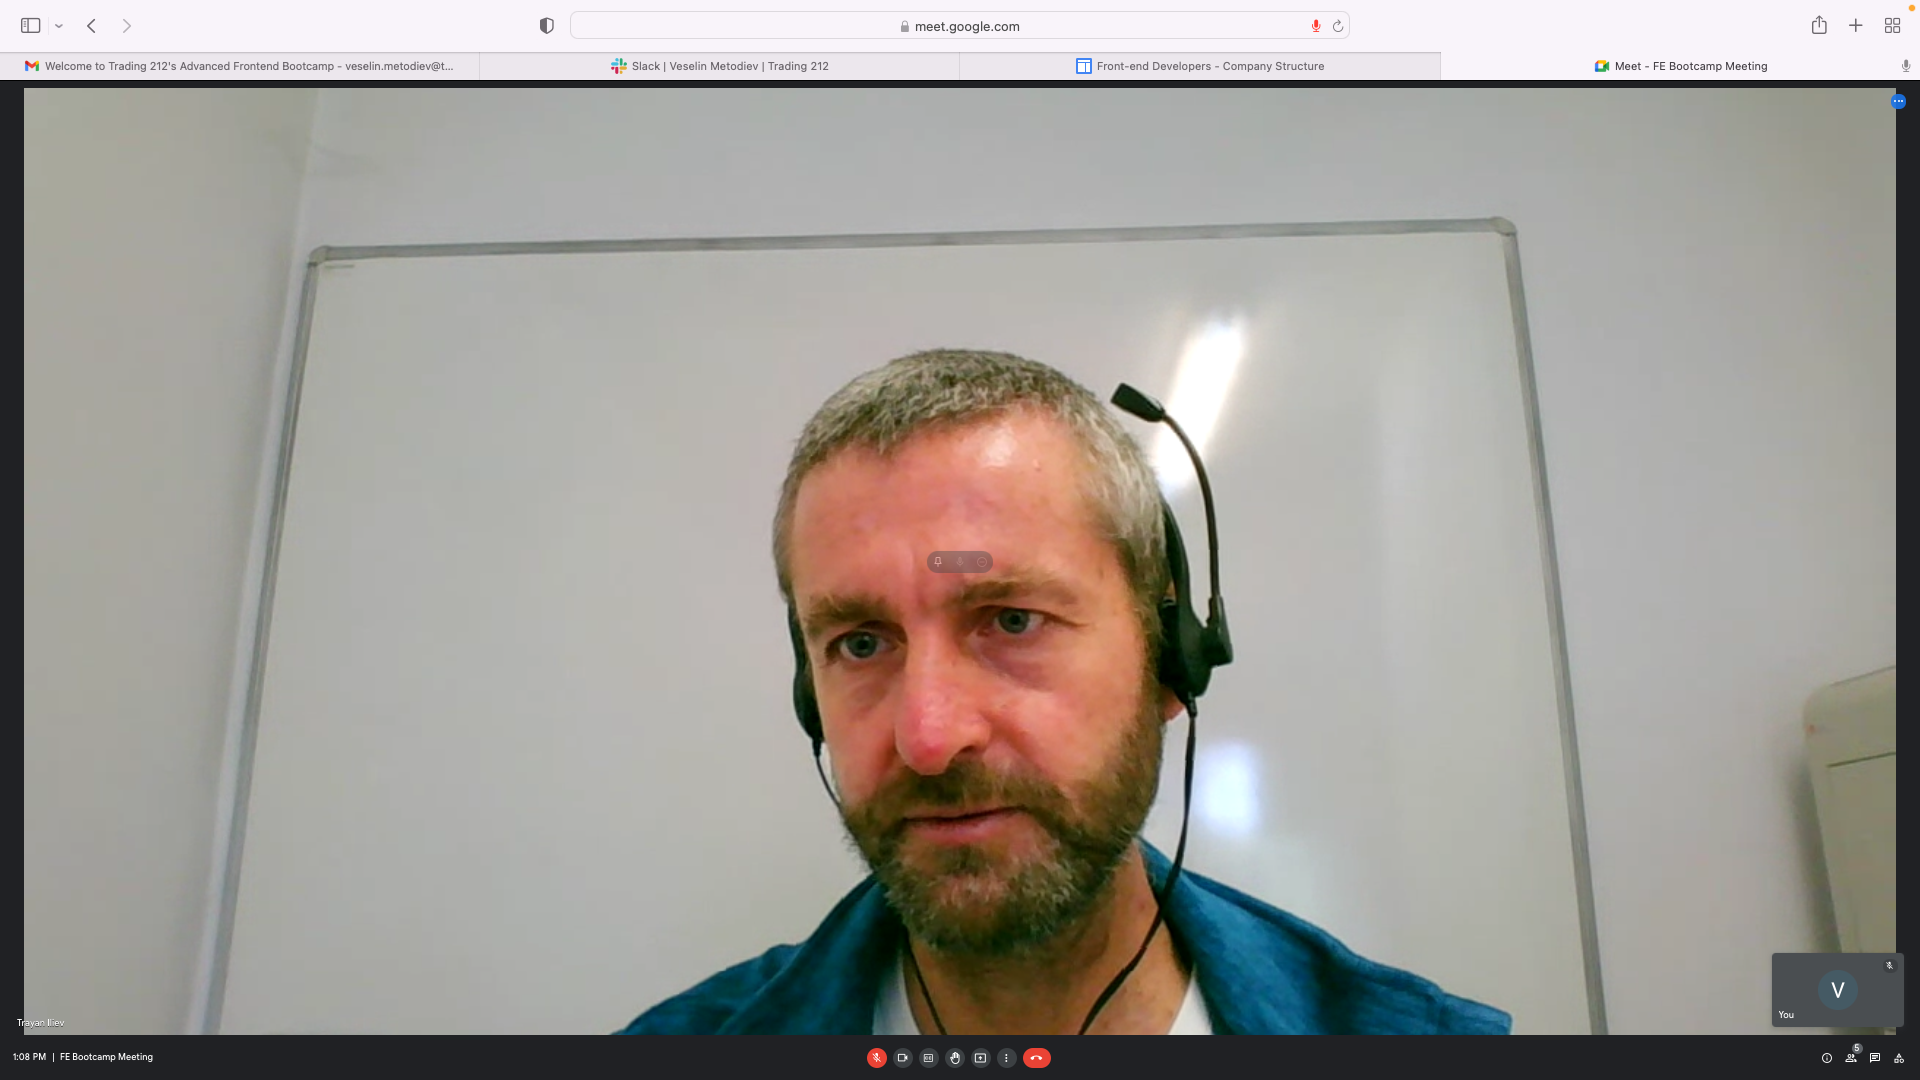 meet.google.com
Welcome to Trading 212's Advanced Frontend Bootcamp - veselin.metodiev@t...
Slack | Veselin Metodiev | Trading 212
Front-end Developers - Company Structure
Meet - FE Bootcamp Meeting
V
You
Trayan Iliev
1:08 PM | FE Bootcamp Meeting
5